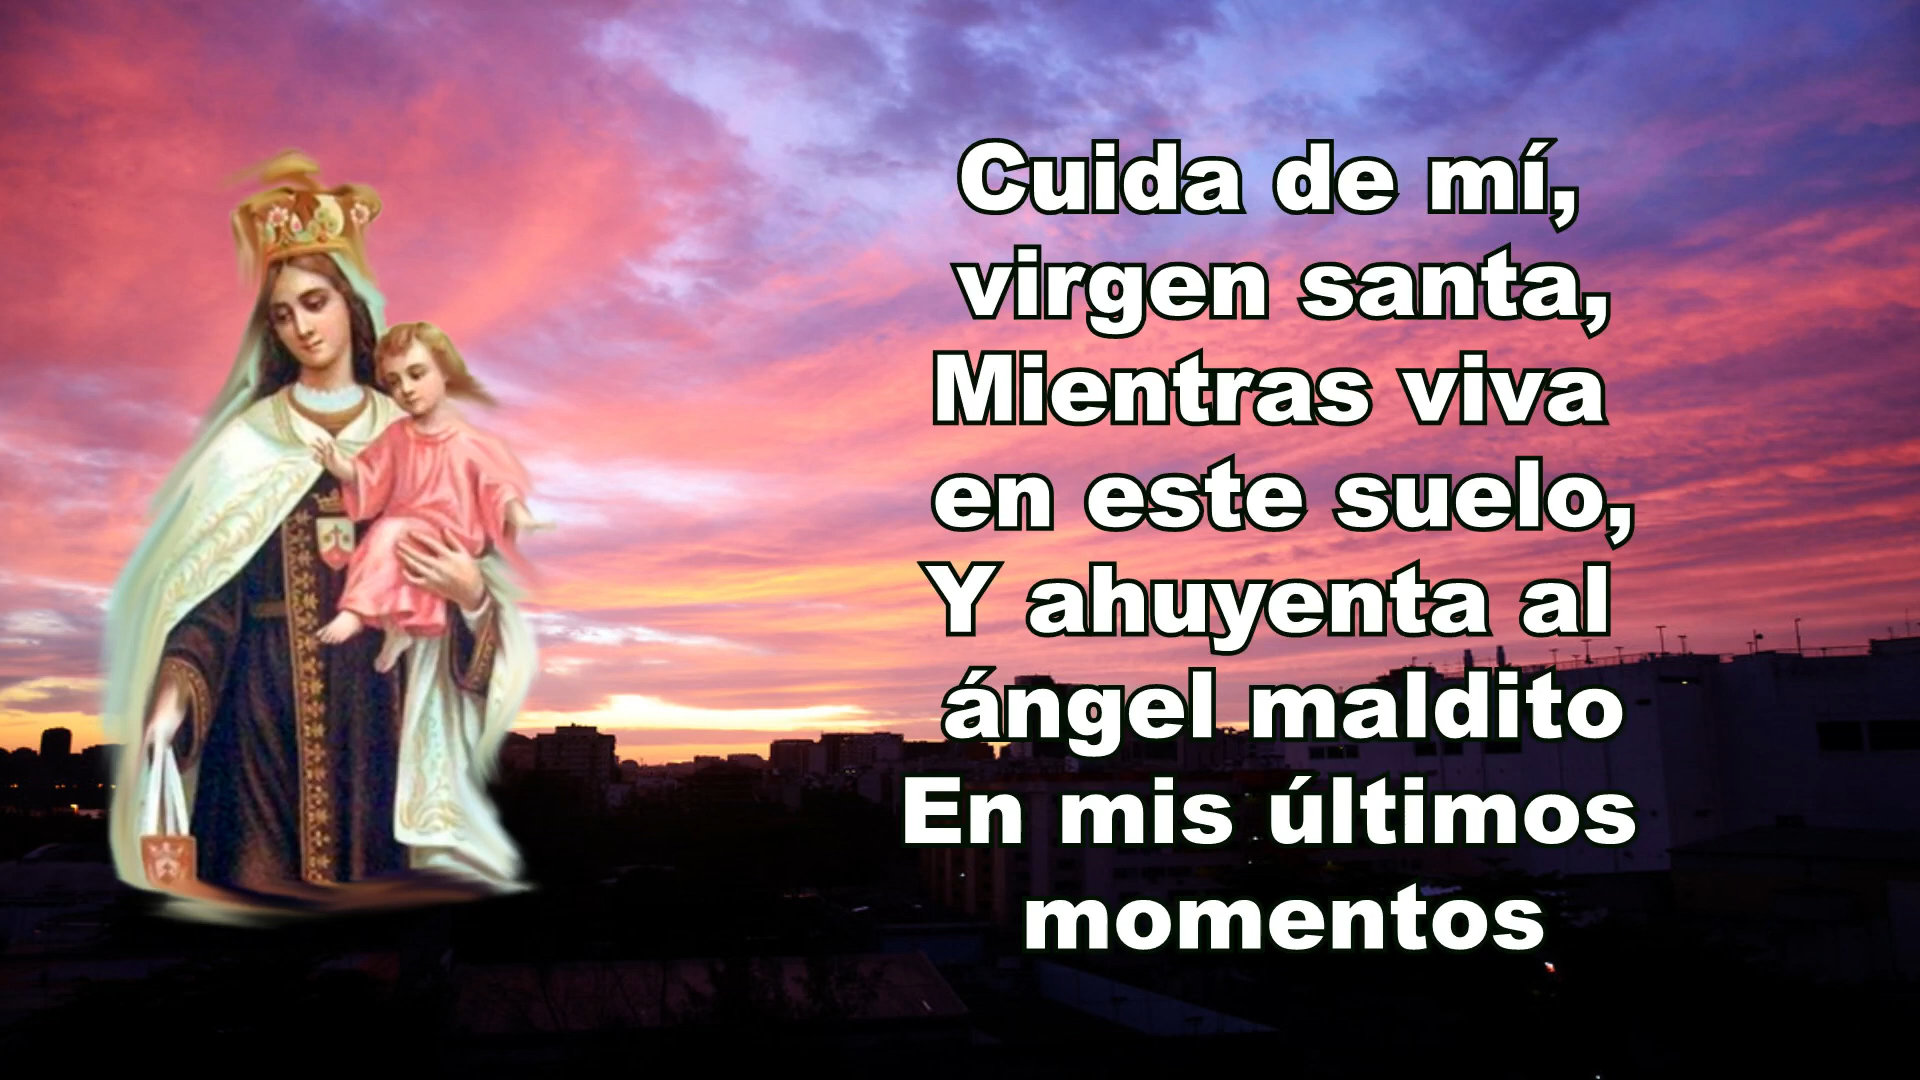 Cuida de mí,
virgen santa,
Mientras viva
en este suelo,
Y ahuyenta al
ángel maldito
En mis últimos
momentos